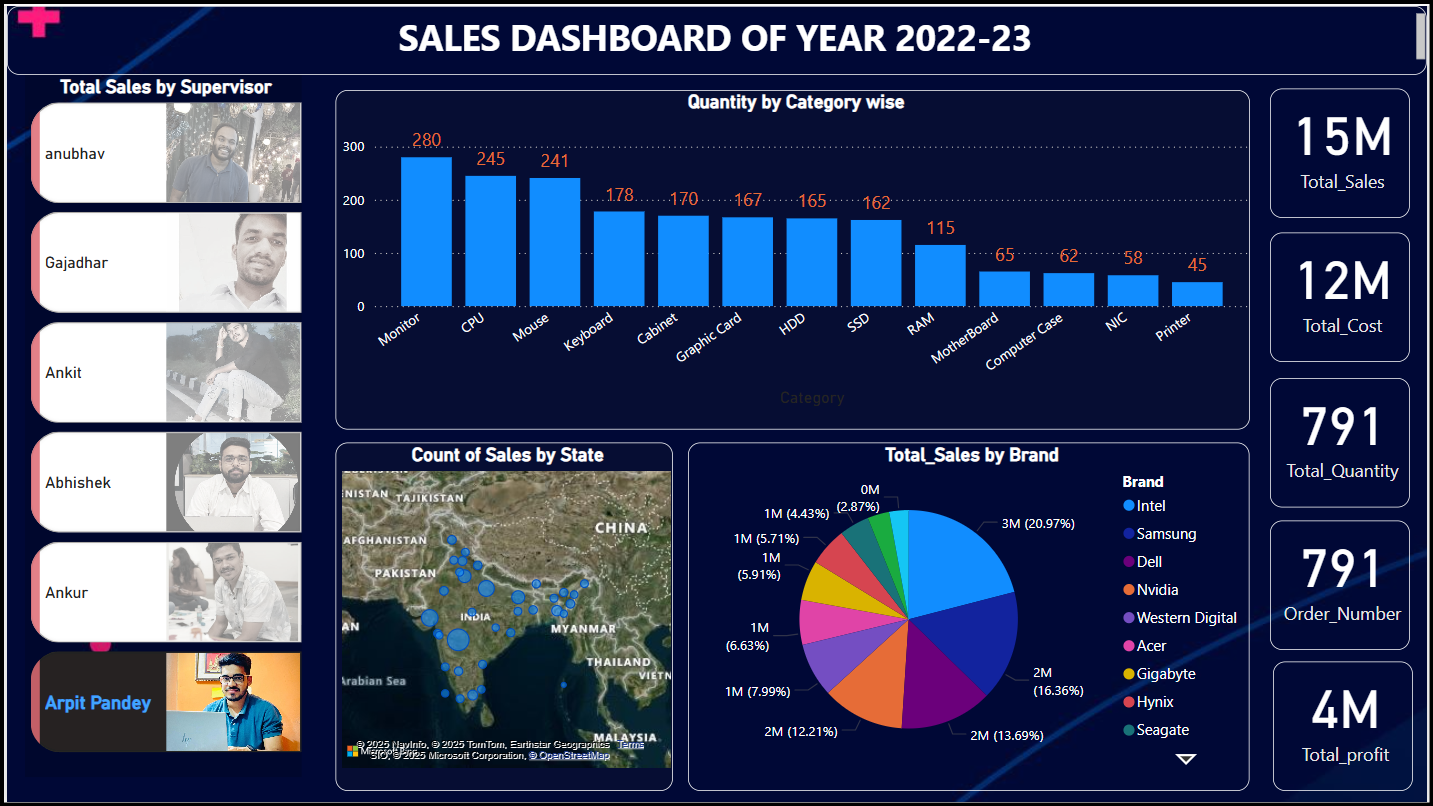 SALES DASHBOARD OF YEAR 2022-23
Total Sales by Supervisor
anubhav
Gajadhar
Ankit
Abhishek
Ankur
Arpit Pandey
Quantity by Category wise
300
200
100
0
280
245
241
178
170
167
165
162
115
65
62
58
45
Monitor
CPU
Mouse
Keyboard
Cabinet
Graphic Card
HDD
SSD
RAM
MotherBoard
Computer Case
NIC
Printer
Category
Count of Sales by State
ENISTAN
TAJIKISTAN
CHINA
AFGHANISTAN
PAKISTAN
INDIA
AN
MYANMAR
THAILAND
VIETN
Arabian Sea
MALAYSIA
© 2025 NavInfo, © 2025 TomTom, Earthstar Geographics Terms
SIO, © 2025 Microsoft Corporation, © OpenStreetMap
Total_Sales by Brand
3M (20.97%)
2M
(16.36%)
2M (13.69%)
2M (12.21%)
1M (7.99%)
1M
(6.63%)
1M
(5.91%)
1M (5.71%)
1M (4.43%)
0M
(2.87%)
Brand
Intel
Samsung
Dell
Nvidia
Western Digital
Acer
Gigabyte
Hynix
Seagate
15M
Total_Sales
12M
Total_Cost
791
Total_Quantity
791
Order_Number
4M
Total_profit